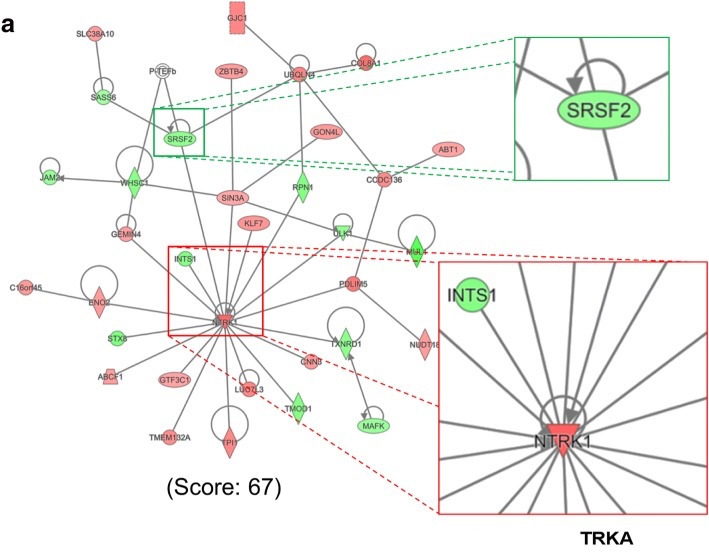 a
GJC1
SLC38A10
P-TEFb
ZBTB4
UBQLN4
COL8A1
SASS6
SRSF2
SRSF2
GON4L
ABT1
JAM2
WHSC1
RPN1
CCDC136
SIN3A
GEMIN4
KLF7
ULK1
MUL1
INTS1
C16orf45
ENO2
PDLIM5
INTS1
NTRK1
STX8
TXNRD1
NUDT18
CNN3
ABCF1
GTF3C1
LUC7L3
TMOD1
MAFK
TMEM132A
TPI1
NTRK1
(Score: 67)
TRKA